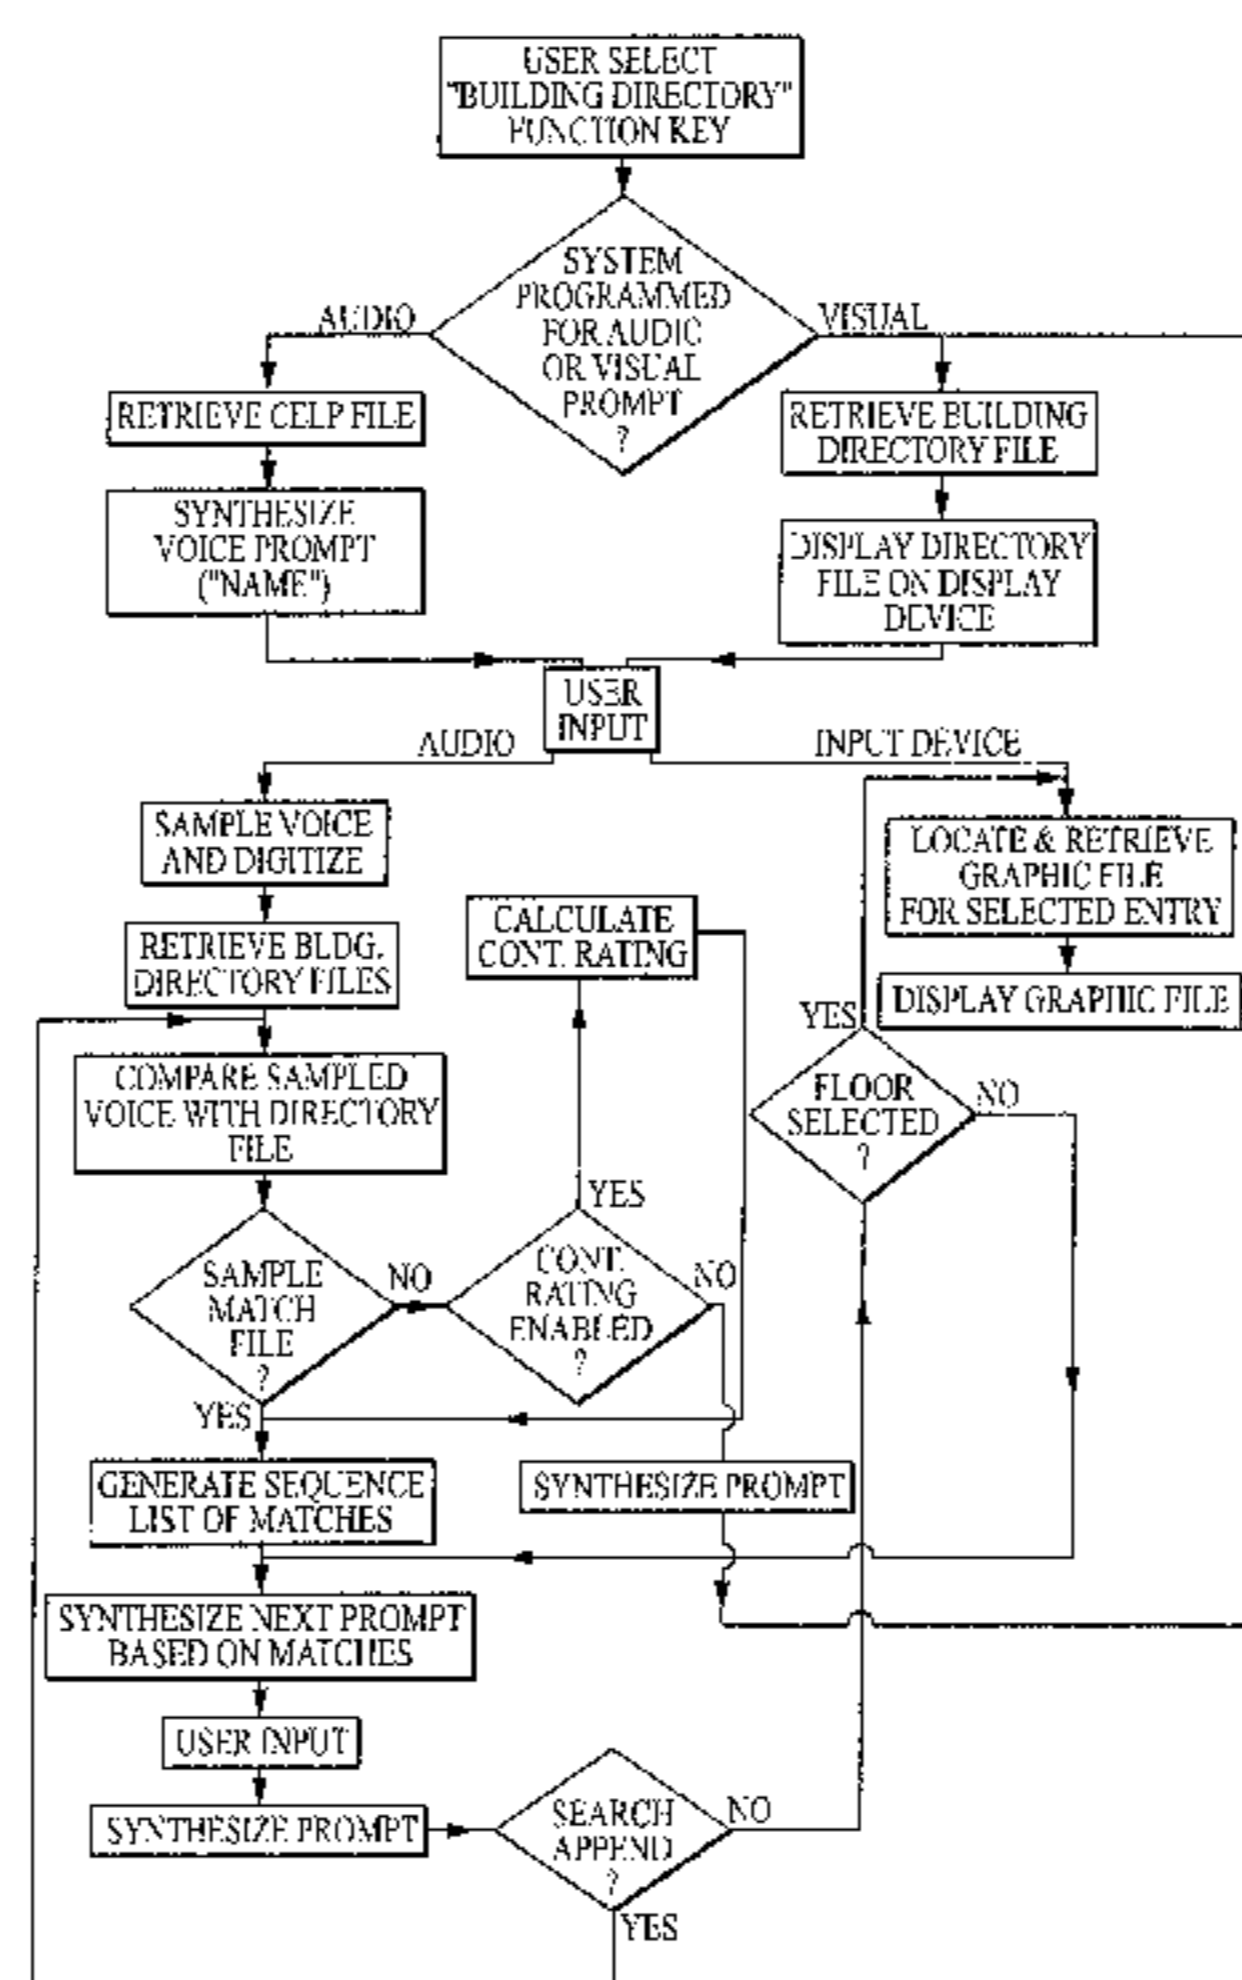 USER SELECT
"BUILDING DIRECTORY"
FUNCTION KEY
SYSTEM
PROGRAMMED
FOR AUDIO
OR VISUAL
PROMPT
?
AUDIO
VISUAL
RETRIEVE CELP FILE
RETRIEVE BUILDING
DIRECTORY FILE
SYNTHESIZE
VOICE PROMPT
("NAME")
DISPLAY DIRECTORY
FILE ON DISPLAY
DEVICE
USER
INPUT
AUDIO
INPUT DEVICE
SAMPLE VOICE
AND DIGITIZE
LOCATE & RETRIEVE
GRAPHIC FILE
FOR SELECTED ENTRY
CALCULATE
CONT. RATING
RETRIEVE BLDG.
DIRECTORY FILES
DISPLAY GRAPHIC FILE
YES
COMPARE SAMPLED
VOICE WITH DIRECTORY
FILE
FLOOR
SELECTED
?
NO
YES
SAMPLE
MATCH
FILE
?
NO
CONT.
RATING
ENABLED
?
NO
YES
GENERATE SEQUENCE
LIST OF MATCHES
SYNTHESIZE PROMPT
SYNTHESIZE NEXT PROMPT
BASED ON MATCHES
USER INPUT
SYNTHESIZE PROMPT
SEARCH
APPEND
?
NO
YES